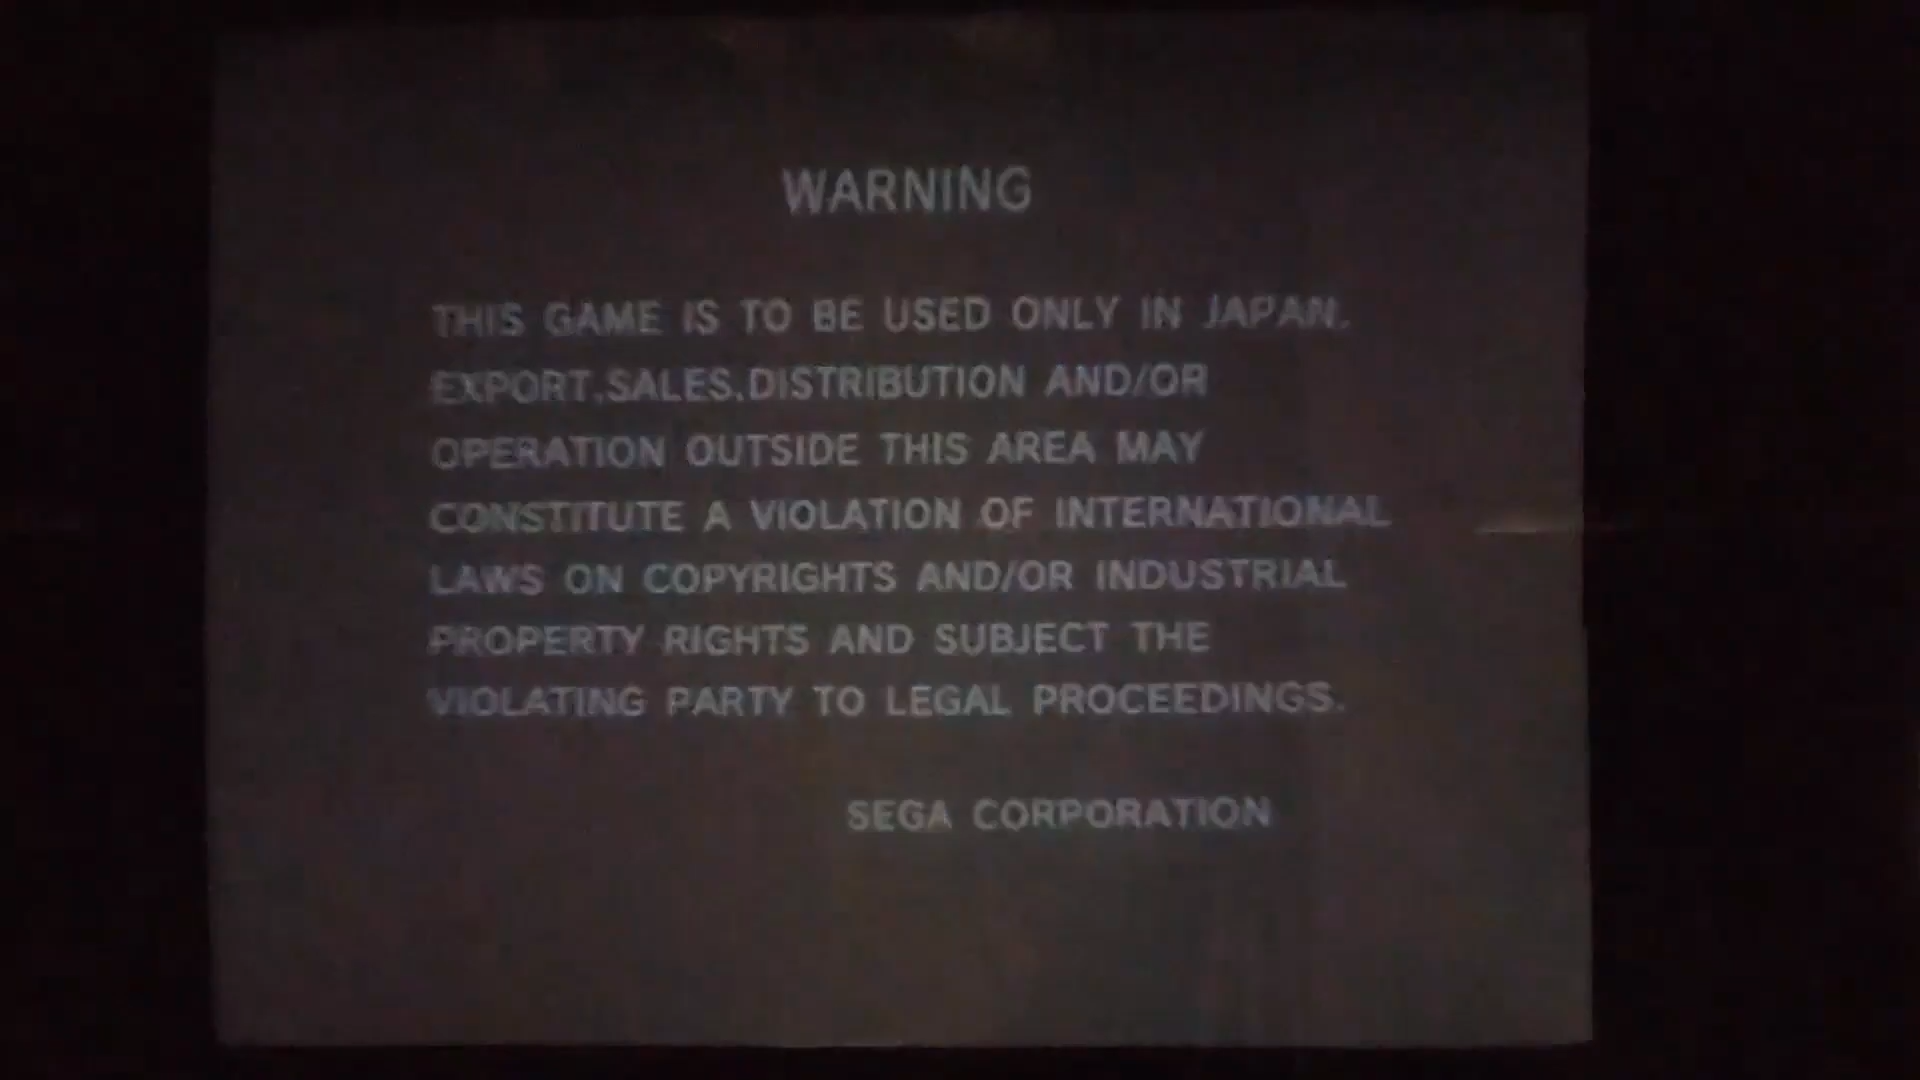 WARNING
THIS GAME IS TO BE USED ONLY IN JAPAN.
EXPORT,SALES,DISTRIBUTION AND/OR
OPERATION OUTSIDE THIS AREA MAY
CONSTITUTE A VIOLATION OF INTERNATIONAL
LAWS ON COPYRIGHTS AND/OR INDUSTRIAL
PROPERTY RIGHTS AND SUBJECT THE
VIOLATING PARTY TO LEGAL PROCEEDINGS.
SEGA CORPORATION